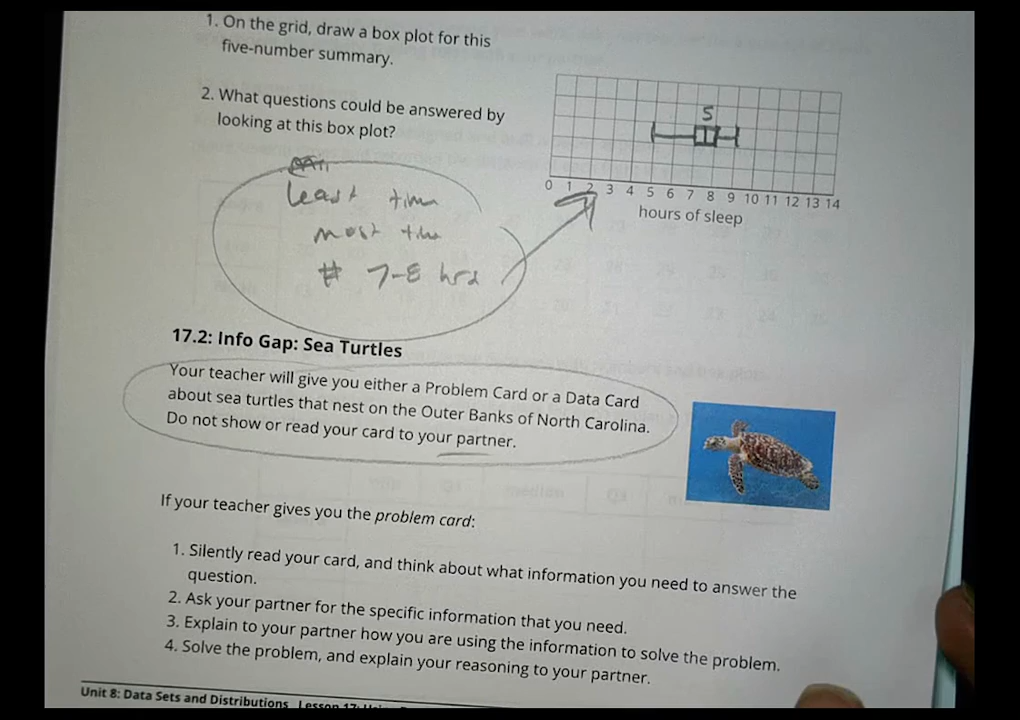 1. On the grid, draw a box plot for this
five-number summary.
2. What questions could be answered by
looking at this box plot?
Least time
most time
# 7-8 hrs
5
0 1 2 3 4 5 6 7 8 9 10 11 12 13 14
hours of sleep
17.2: Info Gap: Sea Turtles
Your teacher will give you either a Problem Card or a Data Card
about sea turtles that nest on the Outer Banks of North Carolina.
Do not show or read your card to your partner.
If your teacher gives you the problem card:
1. Silently read your card, and think about what information you need to answer the
question.
2. Ask your partner for the specific information that you need.
3. Explain to your partner how you are using the information to solve the problem.
4. Solve the problem, and explain your reasoning to your partner.
Unit 8: Data Sets and Distributions Lesson 17: